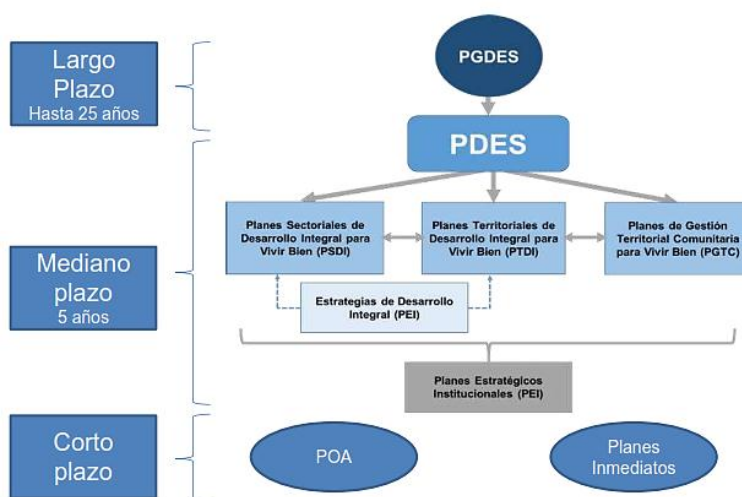 Largo
Plazo
Hasta 25 años
PGDES
PDES
Planes Sectoriales de
Desarrollo Integral para
Vivir Bien (PSDI)
Planes Territoriales de
Desarrollo Integral para
Vivir Bien (PTDI)
Planes de Gestión
Territorial Comunitaria
para Vivir Bien (PGTC)
Mediano
plazo
5 años
Estrategias de Desarrollo
Integral (PEI)
Planes Estratégicos
Institucionales (PEI)
Corto
plazo
POA
Planes
Inmediatos